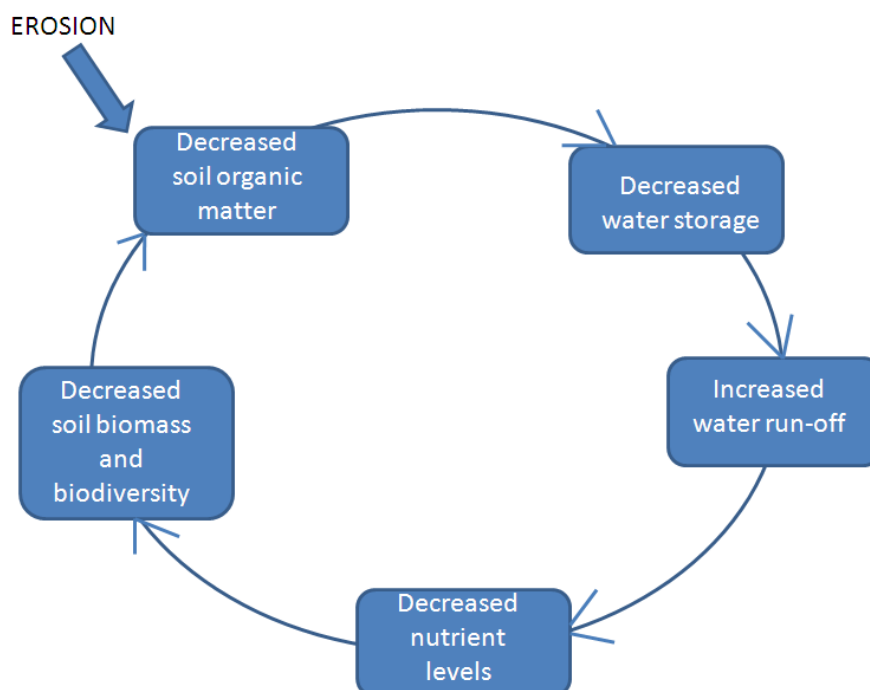 EROSION
Decreased
soil organic
matter
Decreased
water storage
Increased
water run-off
Decreased
nutrient
levels
Decreased
soil biomass
and
biodiversity